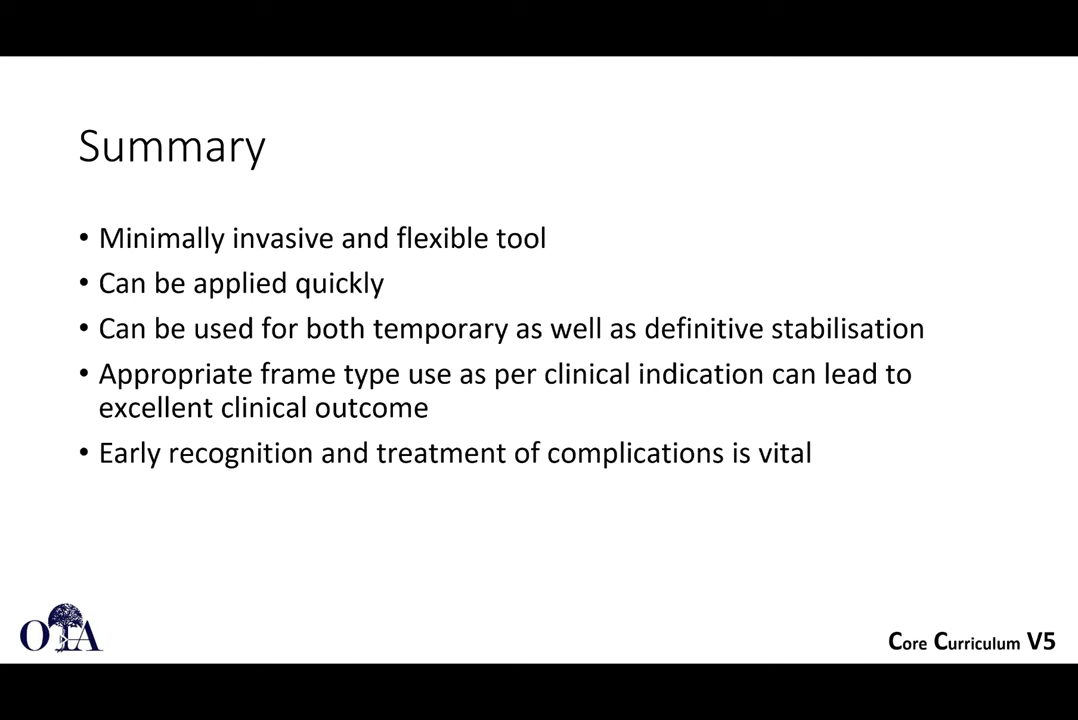 Summary
• Minimally invasive and flexible tool
• Can be applied quickly
• Can be used for both temporary as well as definitive stabilisation
• Appropriate frame type use as per clinical indication can lead to
excellent clinical outcome
• Early recognition and treatment of complications is vital
OTA
Core Curriculum V5